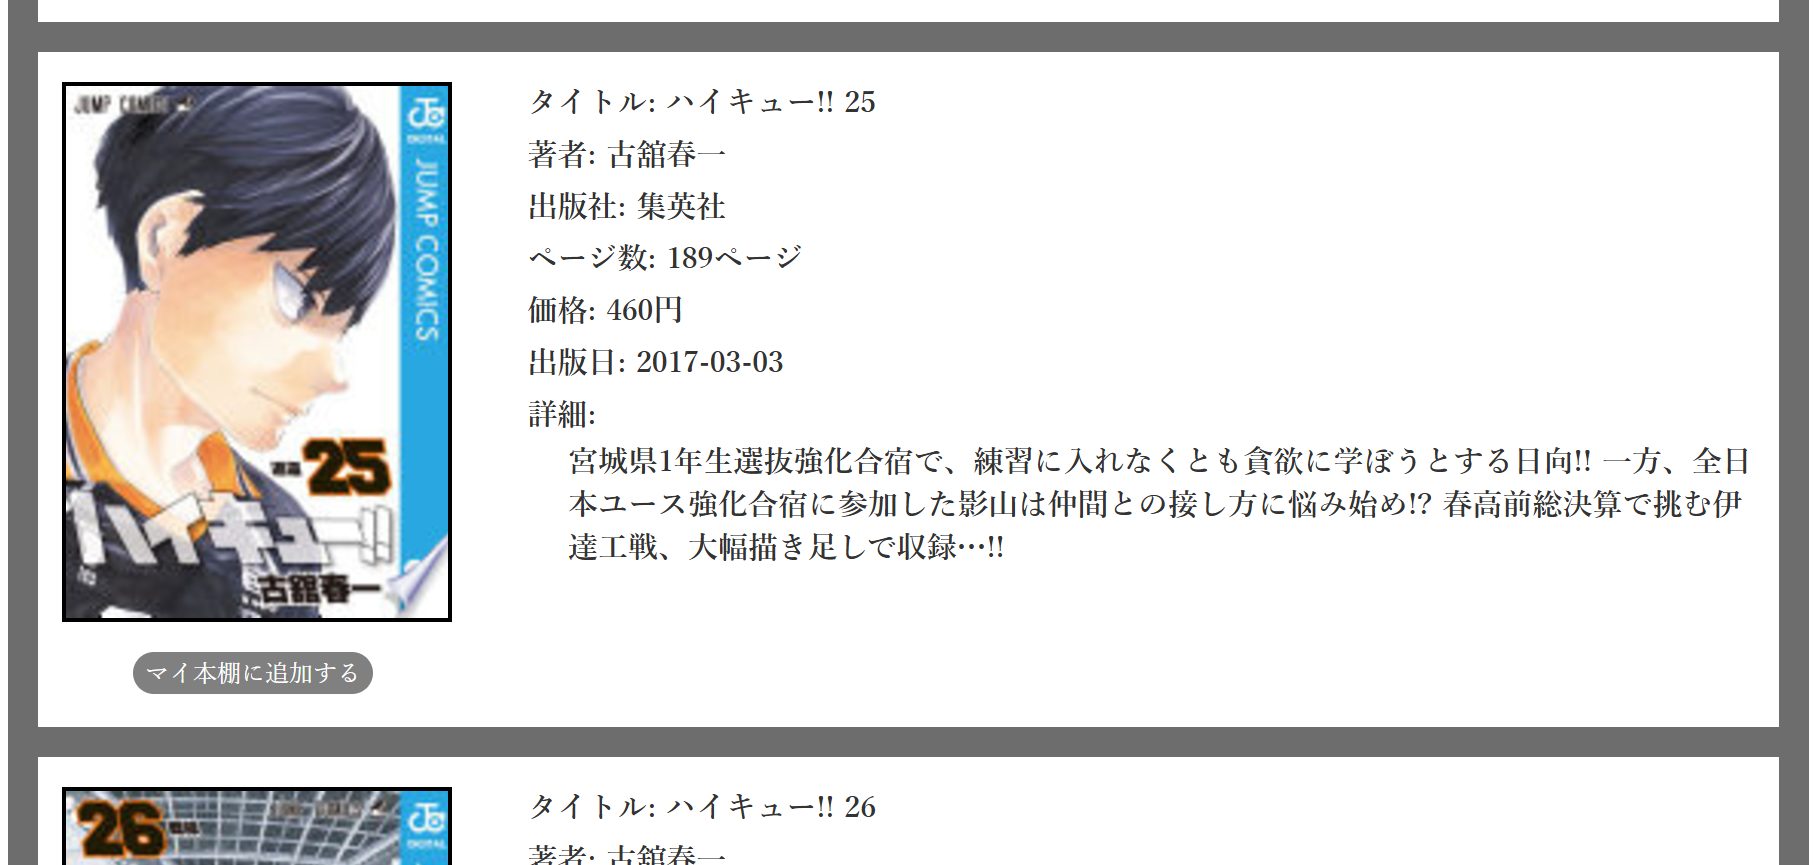 JUMP COMICS
DIGITAL
JUMP COMICS
25
ハイキュー!!
古舘春一
マイ本棚に追加する
タイトル: ハイキュー!! 25
著者: 古舘春一
出版社: 集英社
ページ数: 189ページ
価格: 460円
出版日: 2017-03-03
詳細:
宮城県1年生選抜強化合宿で、練習に入れなくとも貪欲に学ぼうとする日向!! 一方、全日
本ユース強化合宿に参加した影山は仲間との接し方に悩み始め!? 春高前総決算で挑む伊
達工戦、大幅描き足しで収録…!!
26
タイトル: ハイキュー!! 26
著者: 古舘春一